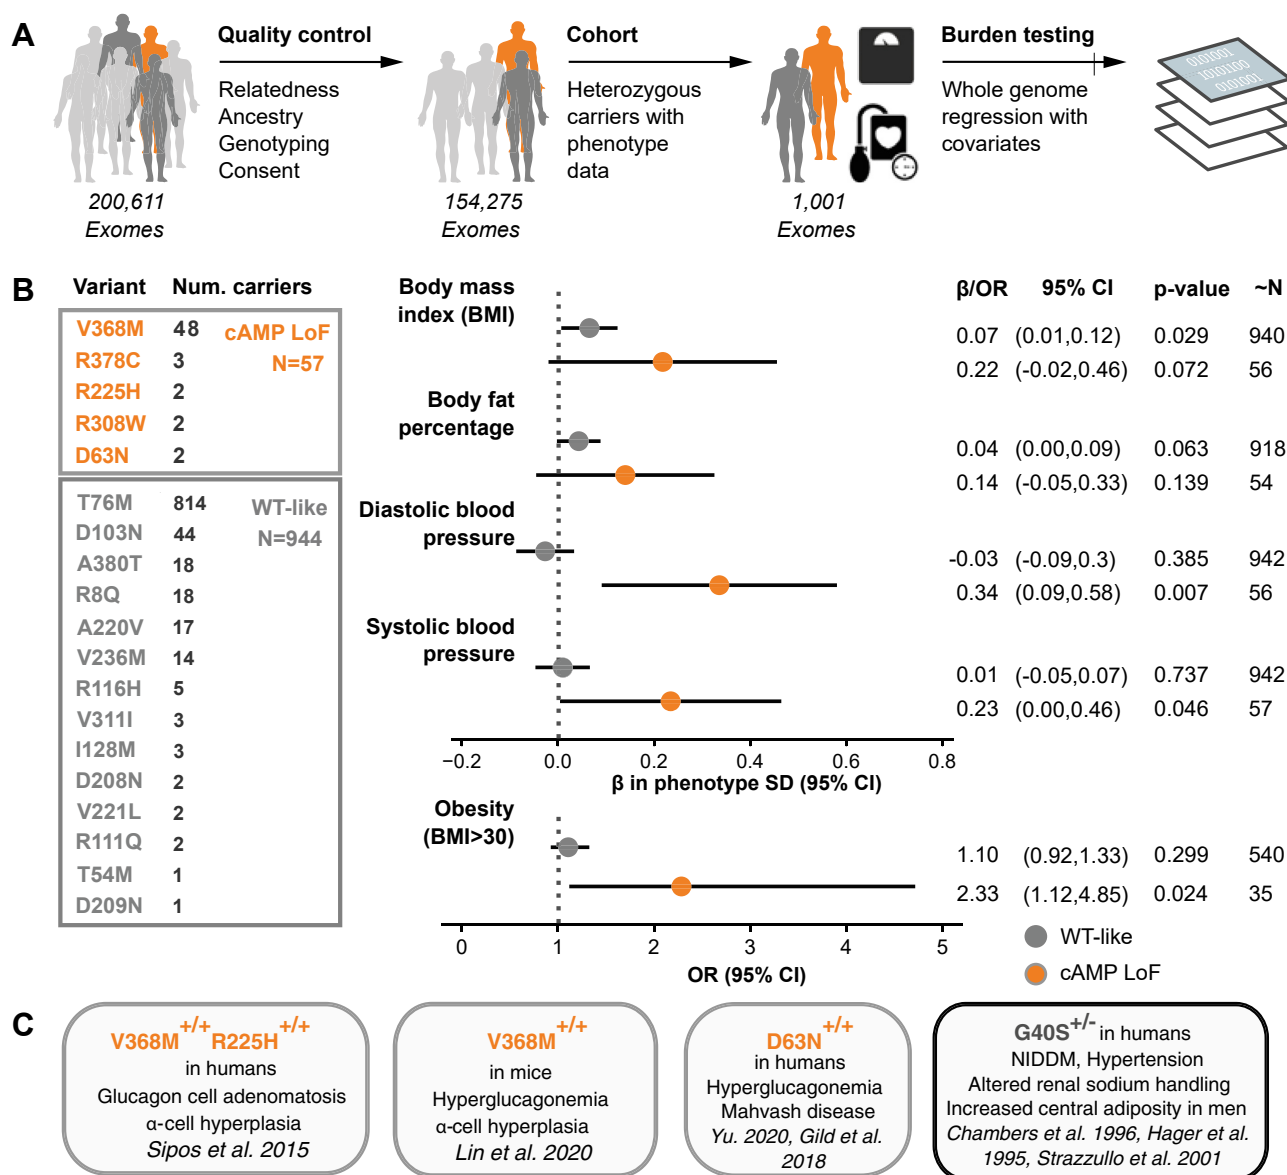 A
Quality control
Relatedness
Ancestry
Genotyping
Consent
Cohort
Heterozygous
carriers with
phenotype
data
Burden testing
Whole genome
regression with
covariates
200,611
Exomes
154,275
Exomes
1,001
Exomes
B
Variant Num. carriers
V368M 48 cAMP LoF
R378C 3 N=57
R225H 2
R308W 2
D63N 2
T76M 814 WT-like
D103N 44 N=944
A380T 18
R8Q 18
A220V 17
V236M 14
R116H 5
V311I 3
I128M 3
D208N 2
V221L 2
R111Q 2
T54M 1
D209N 1
β/OR 95% CI p-value ~N
Body mass
index (BMI)
0.07 (0.01,0.12) 0.029 940
0.22 (-0.02,0.46) 0.072 56
Body fat
percentage
0.04 (0.00,0.09) 0.063 918
0.14 (-0.05,0.33) 0.139 54
Diastolic blood
pressure
-0.03 (-0.09,0.3) 0.385 942
0.34 (0.09,0.58) 0.007 56
Systolic blood
pressure
0.01 (-0.05,0.07) 0.737 942
0.23 (0.00,0.46) 0.046 57
−0.2 0.0 0.2 0.4 0.6 0.8
β in phenotype SD (95% CI)
Obesity
(BMI>30)
1.10 (0.92,1.33) 0.299 540
2.33 (1.12,4.85) 0.024 35
0 1 2 3 4 5
OR (95% CI)
WT-like
cAMP LoF
C
V368M+/+ R225H+/+
in humans
Glucagon cell adenomatosis
α-cell hyperplasia
Sipos et al. 2015
V368M+/+
in mice
Hyperglucagonemia
α-cell hyperplasia
Lin et al. 2020
D63N+/+
in humans
Hyperglucagonemia
Mahvash disease
Yu. 2020, Gild et al.
2018
G40S+/- in humans
NIDDM, Hypertension
Altered renal sodium handling
Increased central adiposity in men
Chambers et al. 1996, Hager et al.
1995, Strazzullo et al. 2001